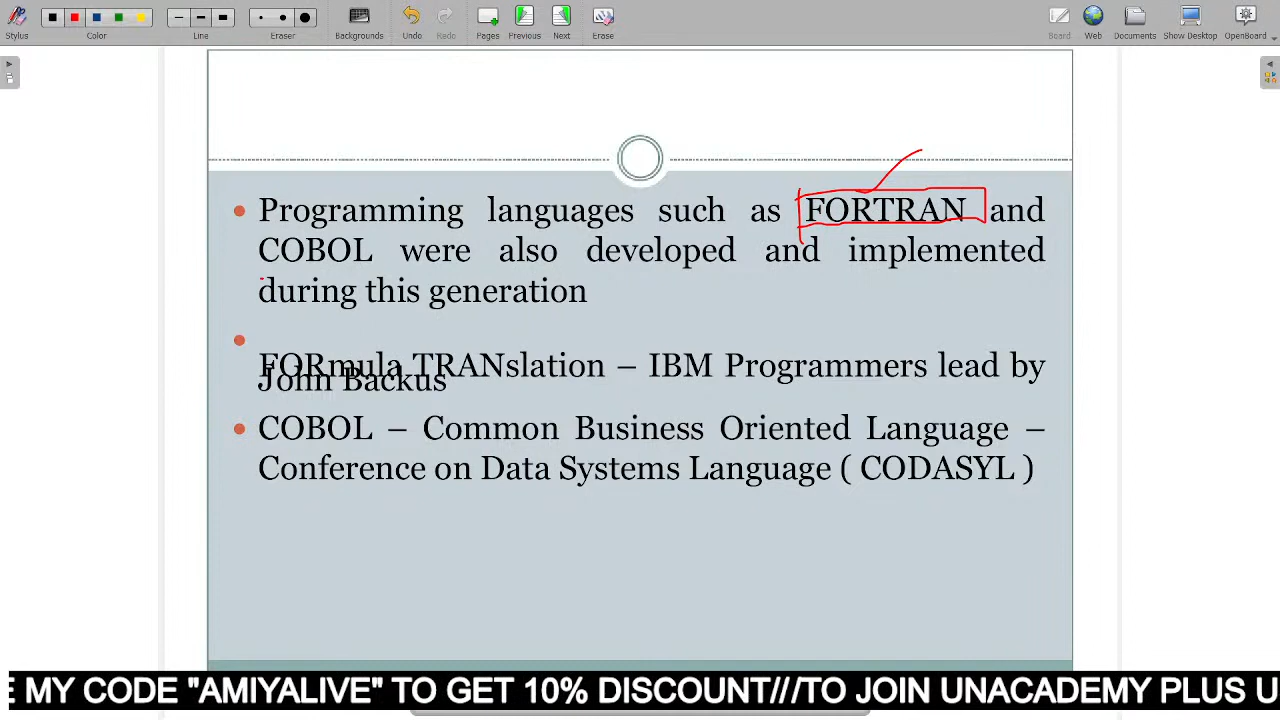 Stylus Color Line Eraser Backgrounds Undo Redo Pages Previous Next Erase Board Web Documents Show Desktop OpenBoard
Programming languages such as FORTRAN and
COBOL were also developed and implemented
during this generation
FORmula TRANslation – IBM Programmers lead by
John Backus
COBOL – Common Business Oriented Language –
Conference on Data Systems Language ( CODASYL )
E MY CODE "AMIYALIVE" TO GET 10% DISCOUNT///TO JOIN UNACADEMY PLUS U